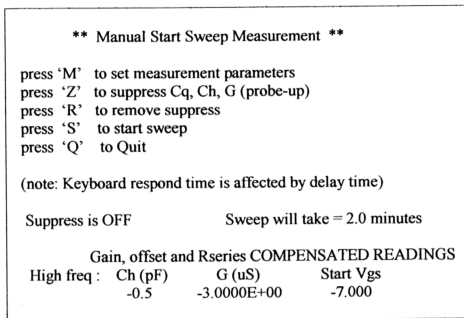 ** Manual Start Sweep Measurement **
press ‘M’ to set measurement parameters
press ‘Z’ to suppress Cq, Ch, G (probe-up)
press ‘R’ to remove suppress
press ‘S’ to start sweep
press ‘Q’ to Quit
(note: Keyboard respond time is affected by delay time)
Suppress is OFF Sweep will take = 2.0 minutes
Gain, offset and Rseries COMPENSATED READINGS
High freq : Ch (pF) G (uS) Start Vgs
-0.5 -3.0000E+00 -7.000